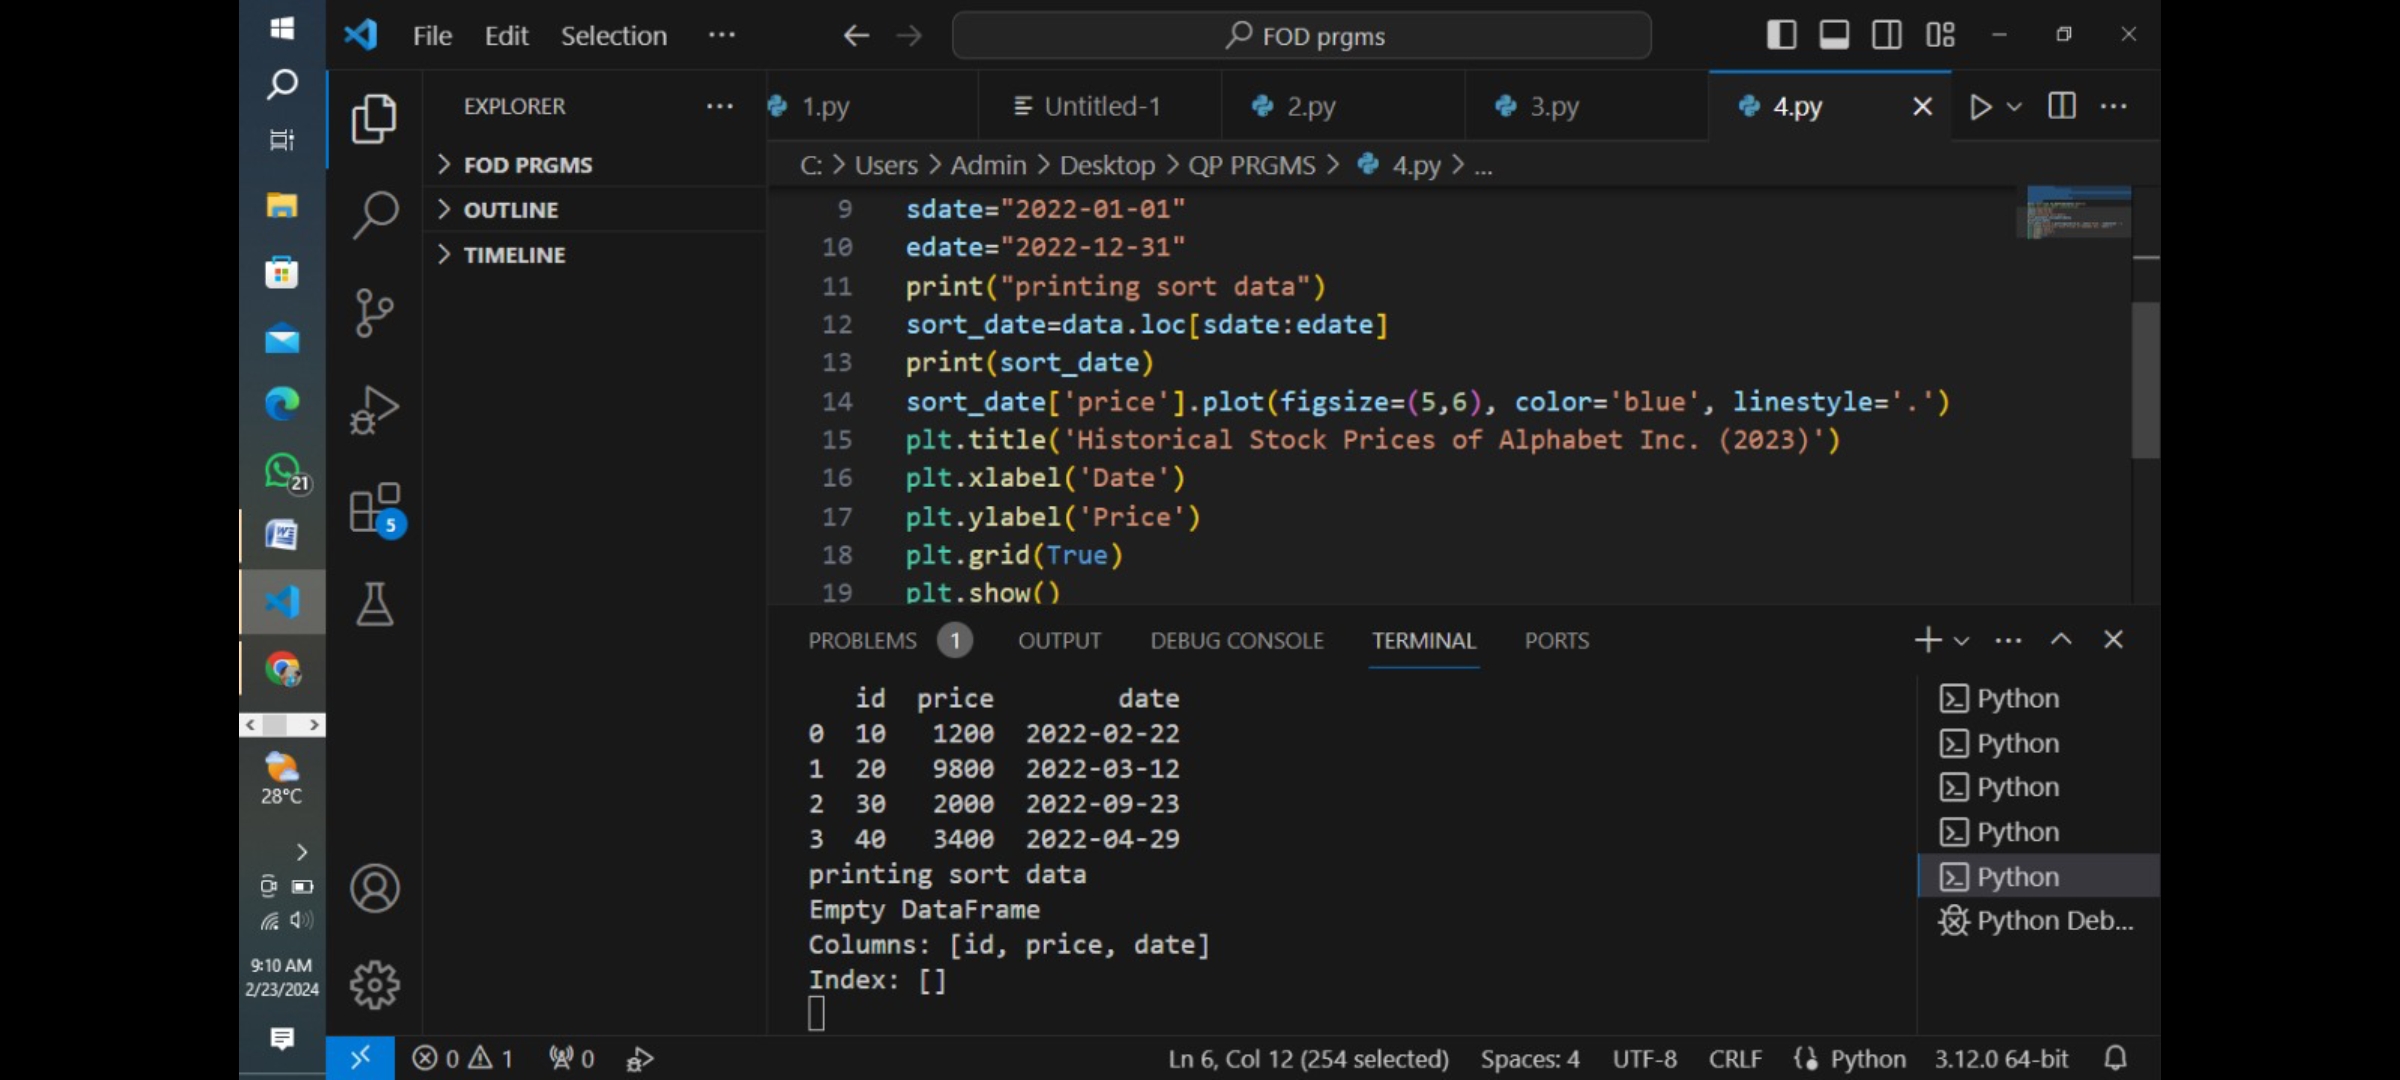 File Edit Selection ··· FOD prgms
EXPLORER ···
FOD PRGMS
OUTLINE
TIMELINE
1.py Untitled-1 2.py 3.py 4.py
C: > Users > Admin > Desktop > QP PRGMS > 4.py > ...
9 sdate="2022-01-01"
10 edate="2022-12-31"
11 print("printing sort data")
12 sort_date=data.loc[sdate:edate]
13 print(sort_date)
14 sort_date['price'].plot(figsize=(5,6), color='blue', linestyle='.')
15 plt.title('Historical Stock Prices of Alphabet Inc. (2023)')
16 plt.xlabel('Date')
17 plt.ylabel('Price')
18 plt.grid(True)
19 plt.show()
PROBLEMS 1 OUTPUT DEBUG CONSOLE TERMINAL PORTS
id price date
0 10 1200 2022-02-22
1 20 9800 2022-03-12
2 30 2000 2022-09-23
3 40 3400 2022-04-29
printing sort data
Empty DataFrame
Columns: [id, price, date]
Index: []
Python
Python
Python
Python
Python
Python Deb...
21
5
28°C
9:10 AM
2/23/2024
0 1 0 Ln 6, Col 12 (254 selected) Spaces: 4 UTF-8 CRLF Python 3.12.0 64-bit